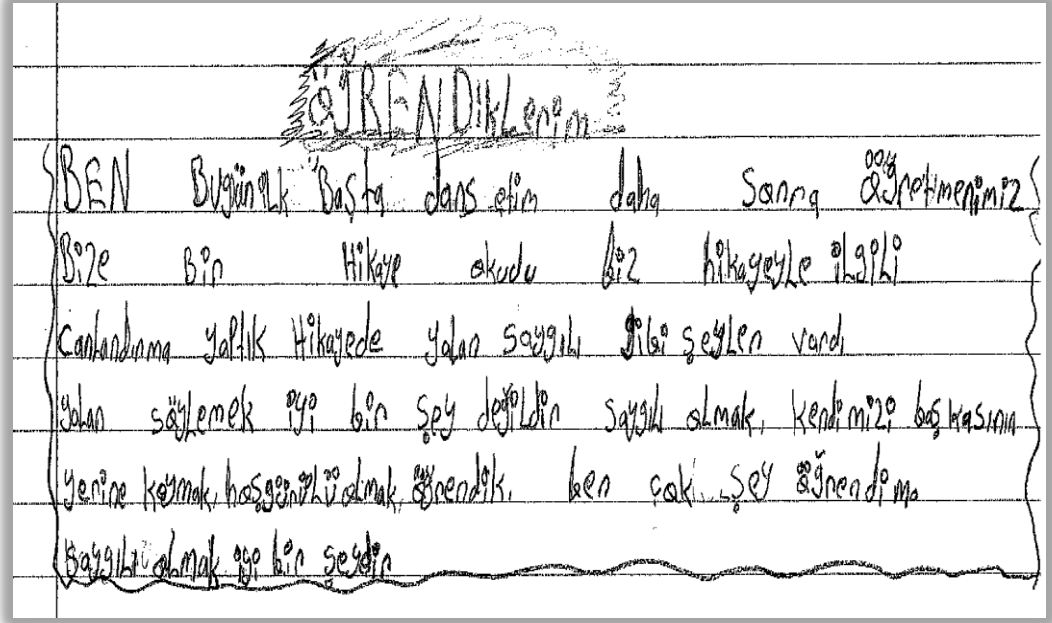 ÖĞRENDİKLerim
BEN Bugün ilk Başta dans etim daha Sonra öğretmenimiz
Bize Bir Hikaye okudu biz hikayeyle ilgili
Canlandırma yaptık Hikayede yalan saygılı gibi şeyler vardı
yalan söylemek iyi bir şey değildir saygılı olmak, kendimizi başkasının
yerine koymak, hoşgörülü olmak, öğrendik. ben çok şey öğrendim.
saygılı olmak iyi bir şeydir